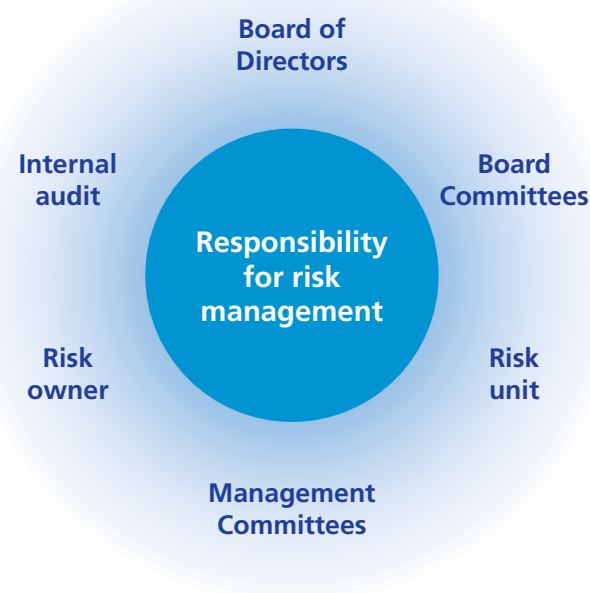 Board of
Directors
Internal
audit
Board
Committees
Responsibility
for risk
management
Risk
owner
Risk
unit
Management
Committees